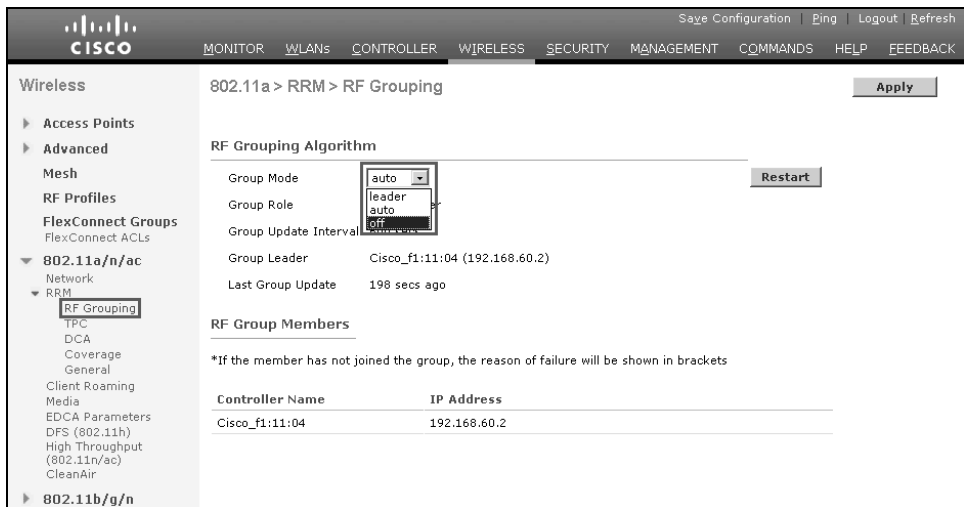 Save Configuration | Ping | Logout | Refresh
CISCO
MONITOR WLANs CONTROLLER WIRELESS SECURITY MANAGEMENT COMMANDS HELP FEEDBACK
Wireless
Access Points
Advanced
Mesh
RF Profiles
FlexConnect Groups
FlexConnect ACLs
802.11a/n/ac
Network
RRM
RF Grouping
TPC
DCA
Coverage
General
Client Roaming
Media
EDCA Parameters
DFS (802.11h)
High Throughput
(802.11n/ac)
CleanAir
802.11b/g/n
802.11a > RRM > RF Grouping
Apply
RF Grouping Algorithm
Group Mode auto
Restart
leader
auto
off
Group Role
Group Update Interval
Group Leader Cisco_f1:11:04 (192.168.60.2)
Last Group Update 198 secs ago
RF Group Members
*If the member has not joined the group, the reason of failure will be shown in brackets
Controller Name IP Address
Cisco_f1:11:04 192.168.60.2